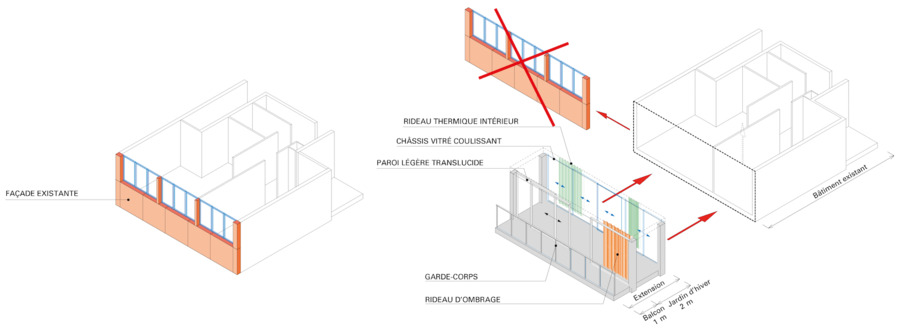 FAÇADE EXISTANTE
RIDEAU THERMIQUE INTÉRIEUR
CHÂSSIS VITRÉ COULISSANT
PAROI LÉGÈRE TRANSLUCIDE
GARDE-CORPS
RIDEAU D'OMBRAGE
Bâtiment existant
Extension
Balcon Jardin d'hiver
1 m 2 m